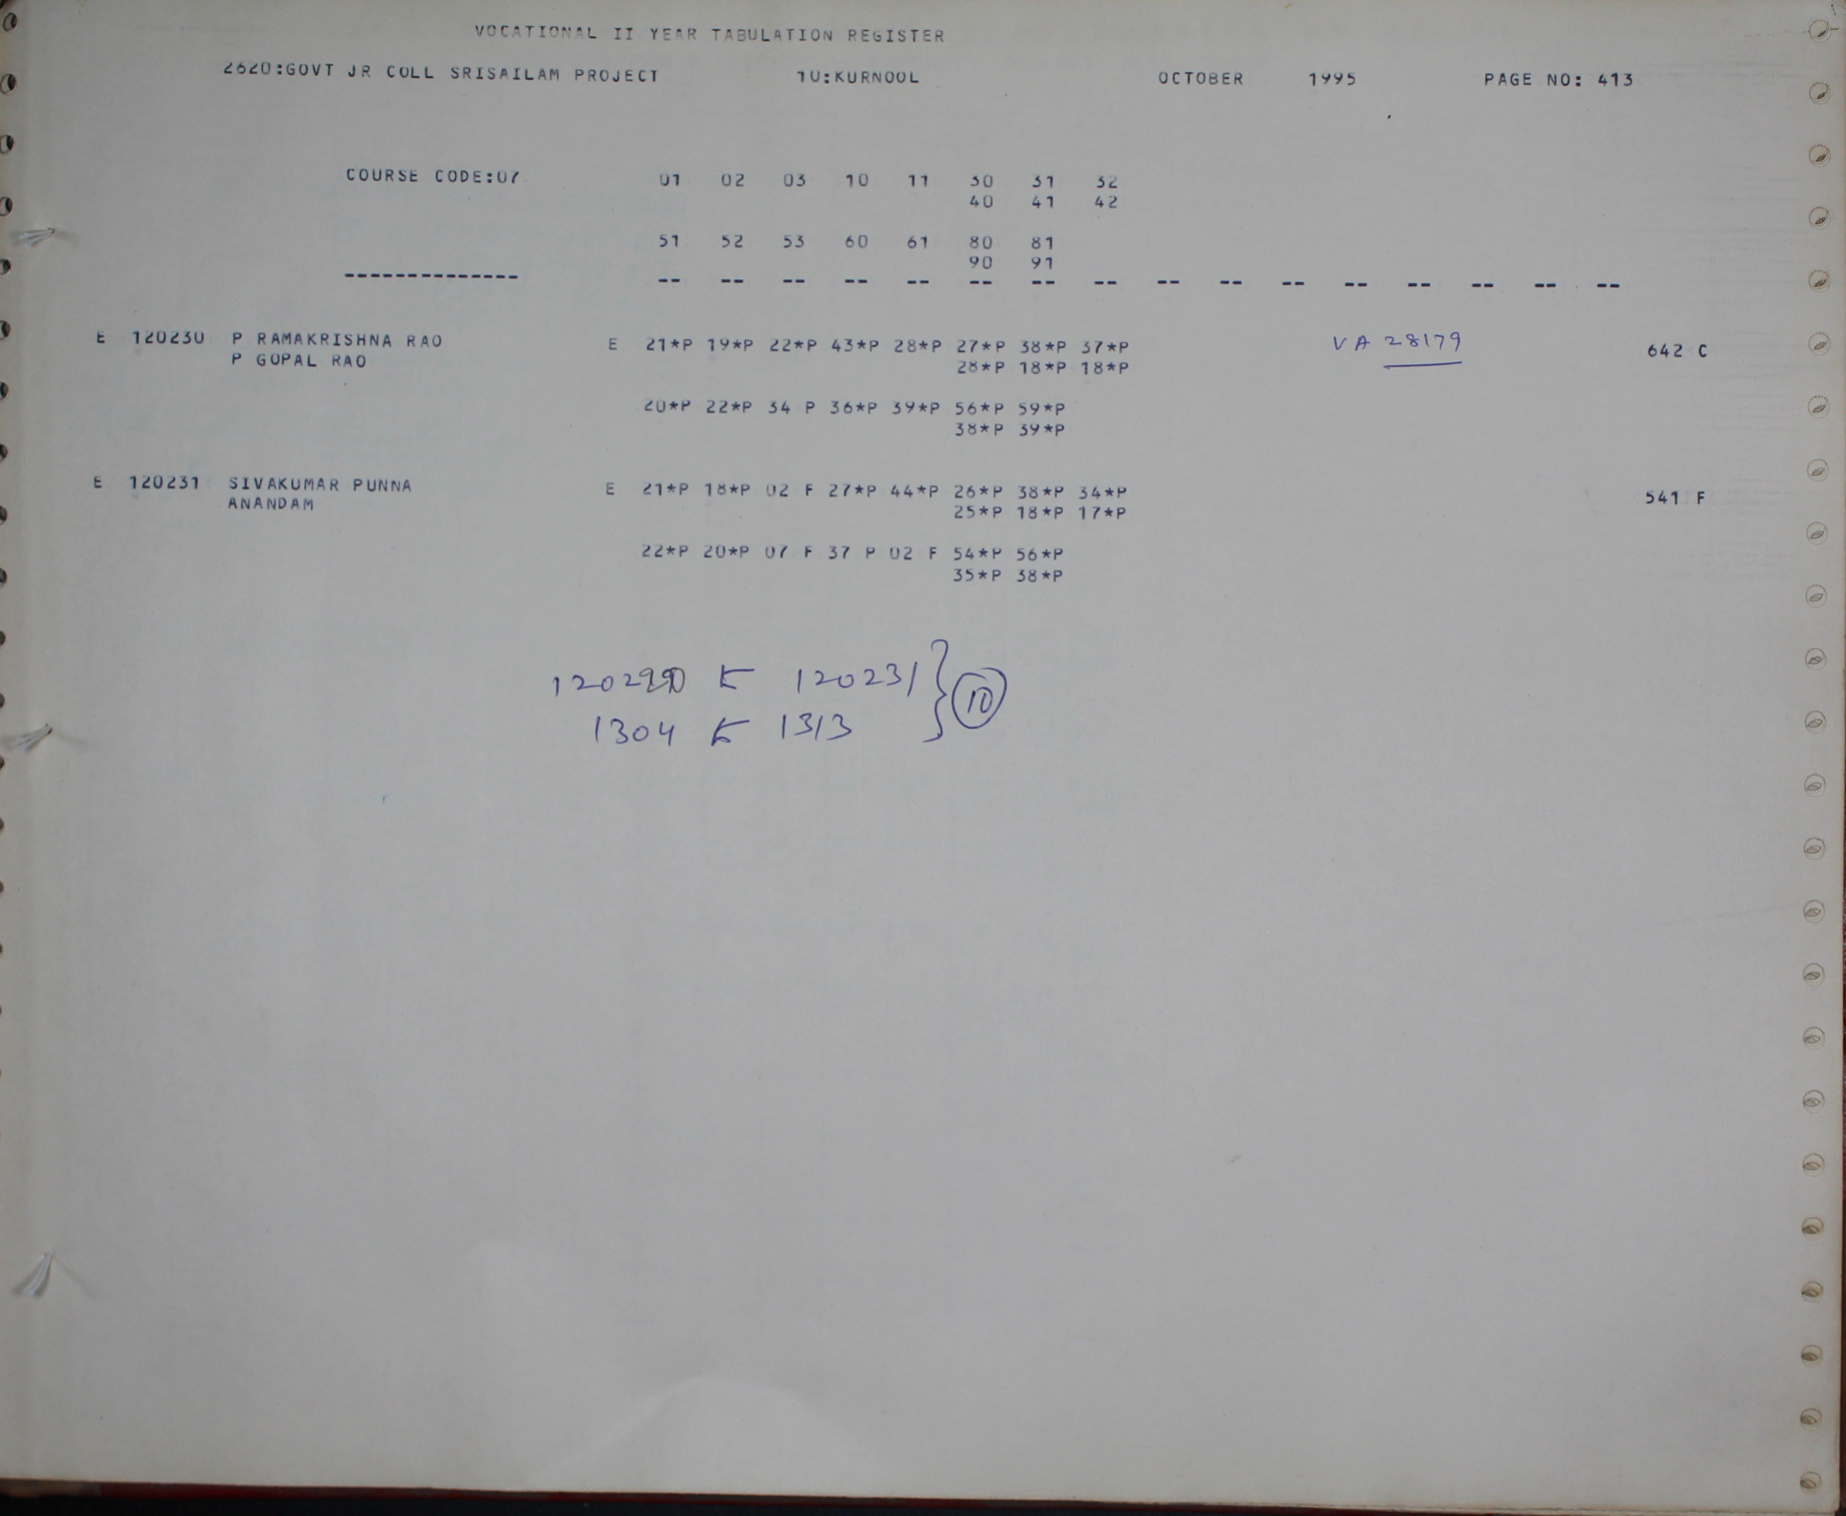 VOCATIONAL II YEAR TABULATION REGISTER
2620:GOVT JR COLL SRISAILAM PROJECT 10:KURNOOL OCTOBER 1995 PAGE NO: 413
COURSE CODE:07 01 02 03 10 11 30 31 32
40 41 42
51 52 53 60 61 80 81
90 91
-------------- -- -- -- -- -- -- -- -- -- -- -- -- -- -- -- --
E 120230 P RAMAKRISHNA RAO E 21*P 19*P 22*P 43*P 28*P 27*P 38*P 37*P VA 28179 642 C
P GOPAL RAO 28*P 18*P 18*P
20*P 22*P 34 P 36*P 39*P 56*P 59*P
38*P 39*P
E 120231 SIVAKUMAR PUNNA E 21*P 18*P 02 F 27*P 44*P 26*P 38*P 34*P 541 F
ANANDAM 25*P 18*P 17*P
22*P 20*P 07 F 37 P 02 F 54*P 56*P
35*P 38*P
120231 } 10
1304 1313